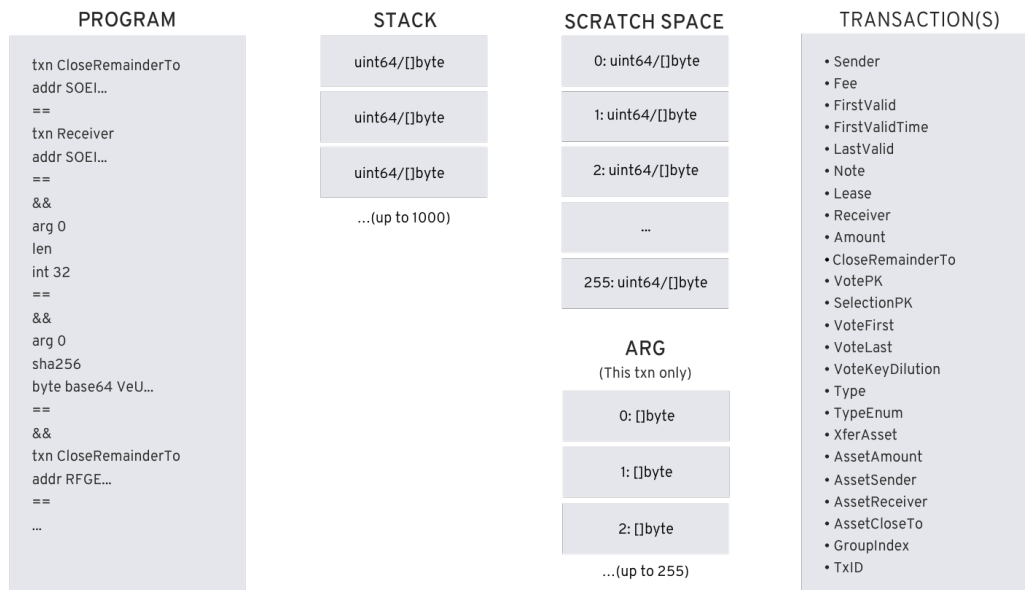 PROGRAM
txn CloseRemainderTo
addr SOEI...
==
txn Receiver
addr SOEI...
==
&&
arg 0
len
int 32
==
&&
arg 0
sha256
byte base64 VeU...
==
&&
txn CloseRemainderTo
addr RFGE...
==
...
STACK
uint64/[]byte
uint64/[]byte
uint64/[]byte
...(up to 1000)
SCRATCH SPACE
0: uint64/[]byte
1: uint64/[]byte
2: uint64/[]byte
...
255: uint64/[]byte
ARG
(This txn only)
0: []byte
1: []byte
2: []byte
...(up to 255)
TRANSACTION(S)
• Sender
• Fee
• FirstValid
• FirstValidTime
• LastValid
• Note
• Lease
• Receiver
• Amount
• CloseRemainderTo
• VotePK
• SelectionPK
• VoteFirst
• VoteLast
• VoteKeyDilution
• Type
• TypeEnum
• XferAsset
• AssetAmount
• AssetSender
• AssetReceiver
• AssetCloseTo
• GroupIndex
• TxID